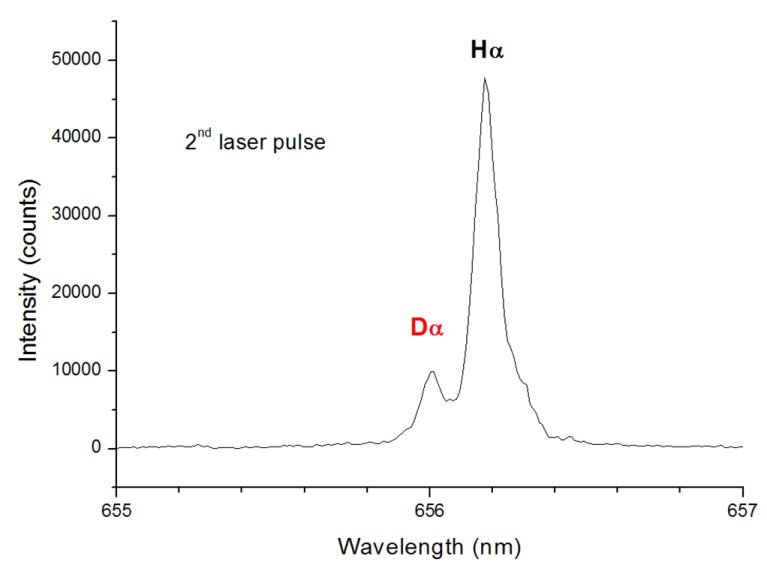 Hα
50000
2nd laser pulse
40000
30000
Intensity (counts)
20000
Dα
10000
0
655
656
657
Wavelength (nm)